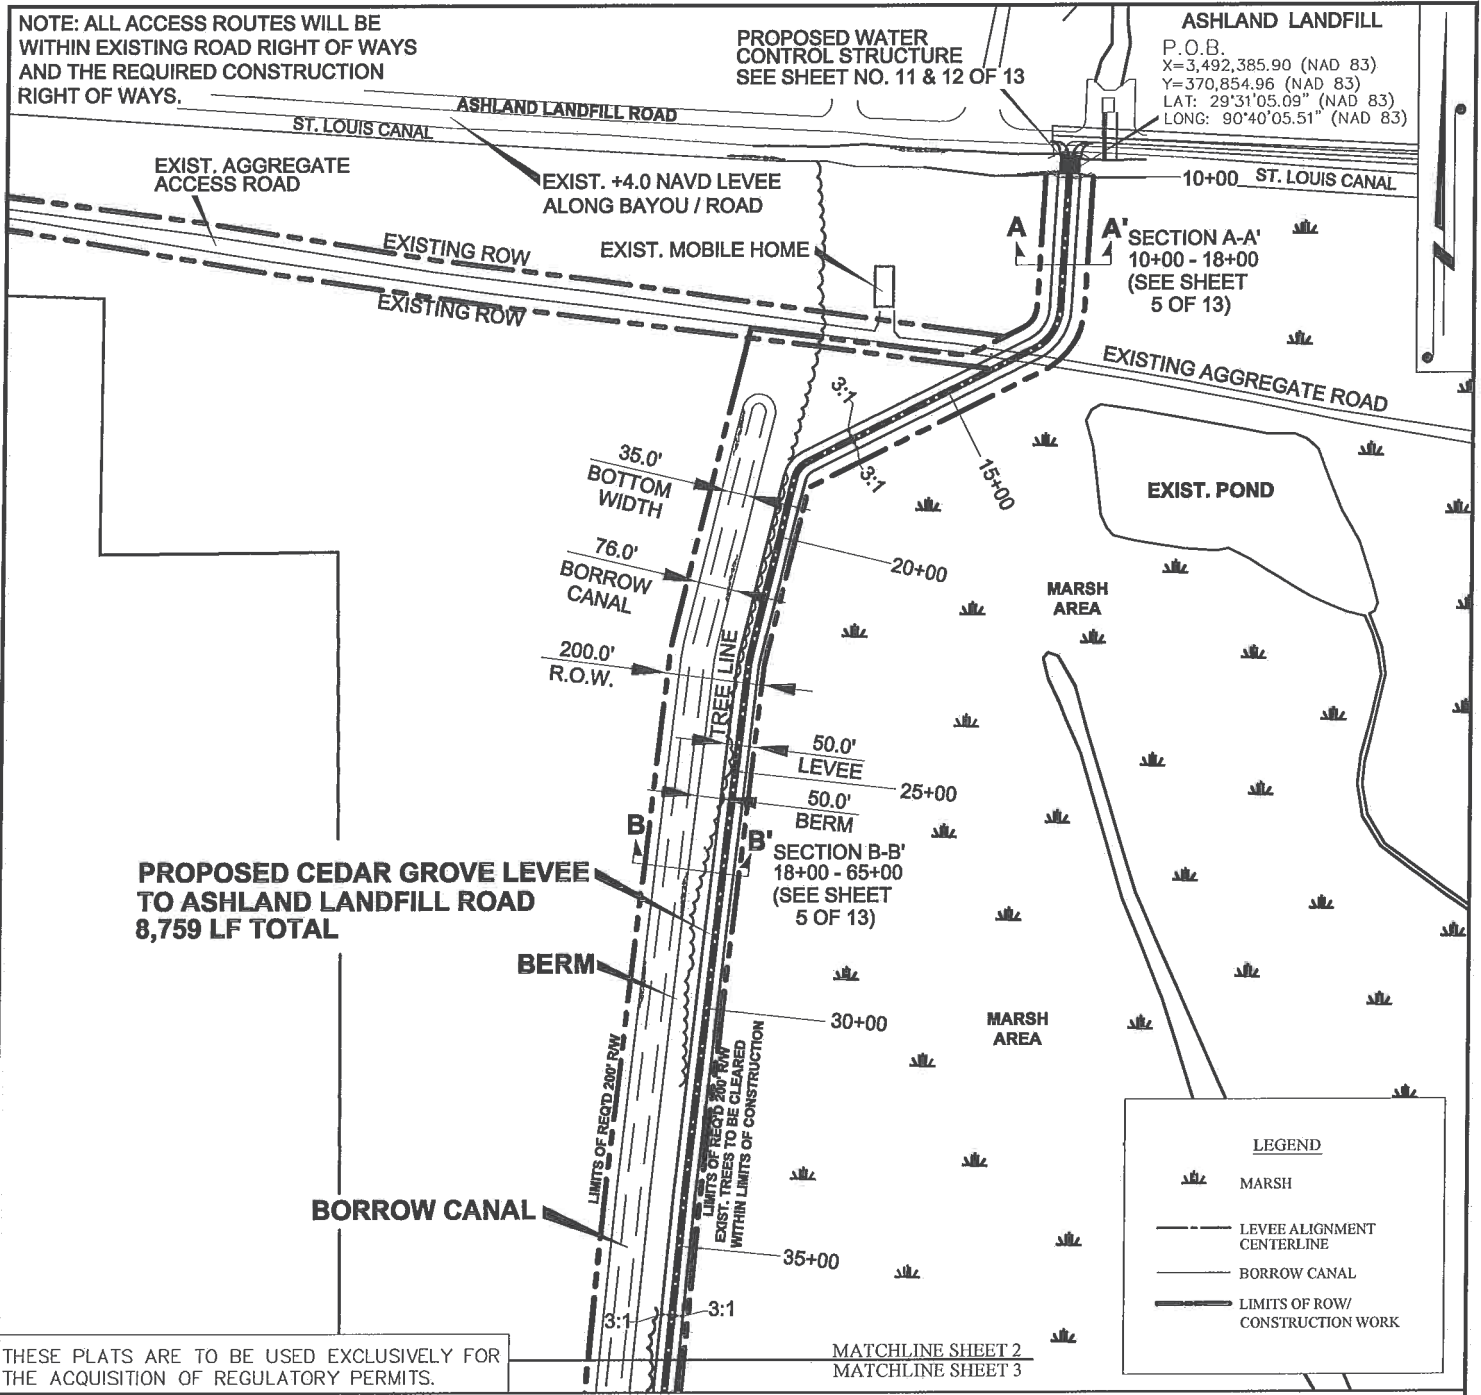 NOTE: ALL ACCESS ROUTES WILL BE
WITHIN EXISTING ROAD RIGHT OF WAYS
AND THE REQUIRED CONSTRUCTION
RIGHT OF WAYS.
PROPOSED WATER
CONTROL STRUCTURE
SEE SHEET NO. 11 & 12 OF 13
ASHLAND LANDFILL
P.O.B.
X=3,492,385.90 (NAD 83)
Y=370,854.96 (NAD 83)
LAT: 29°31'05.09" (NAD 83)
LONG: 90°40'05.51" (NAD 83)
ASHLAND LANDFILL ROAD
ST. LOUIS CANAL
EXIST. AGGREGATE
ACCESS ROAD
EXIST. +4.0 NAVD LEVEE
ALONG BAYOU / ROAD
10+00
ST. LOUIS CANAL
EXISTING ROW
EXIST. MOBILE HOME
A
A'
SECTION A-A'
10+00 - 18+00
(SEE SHEET
5 OF 13)
EXISTING ROW
EXISTING AGGREGATE ROAD
3:1
3:1
15+00
35.0'
BOTTOM
WIDTH
EXIST. POND
76.0'
BORROW
CANAL
20+00
MARSH
AREA
200.0'
R.O.W.
TREE LINE
50.0'
LEVEE
25+00
50.0'
BERM
B
B'
SECTION B-B'
18+00 - 65+00
(SEE SHEET
5 OF 13)
PROPOSED CEDAR GROVE LEVEE
TO ASHLAND LANDFILL ROAD
8,759 LF TOTAL
BERM
30+00
MARSH
AREA
LIMITS OF REQ'D 200' R/W
LIMITS OF REQ'D 200' R/W
EXIST. TREES TO BE CLEARED
WITHIN LIMITS OF CONSTRUCTION
BORROW CANAL
35+00
3:1
3:1
LEGEND
MARSH
LEVEE ALIGNMENT
CENTERLINE
BORROW CANAL
LIMITS OF ROW/
CONSTRUCTION WORK
THESE PLATS ARE TO BE USED EXCLUSIVELY FOR
THE ACQUISITION OF REGULATORY PERMITS.
MATCHLINE SHEET 2
MATCHLINE SHEET 3